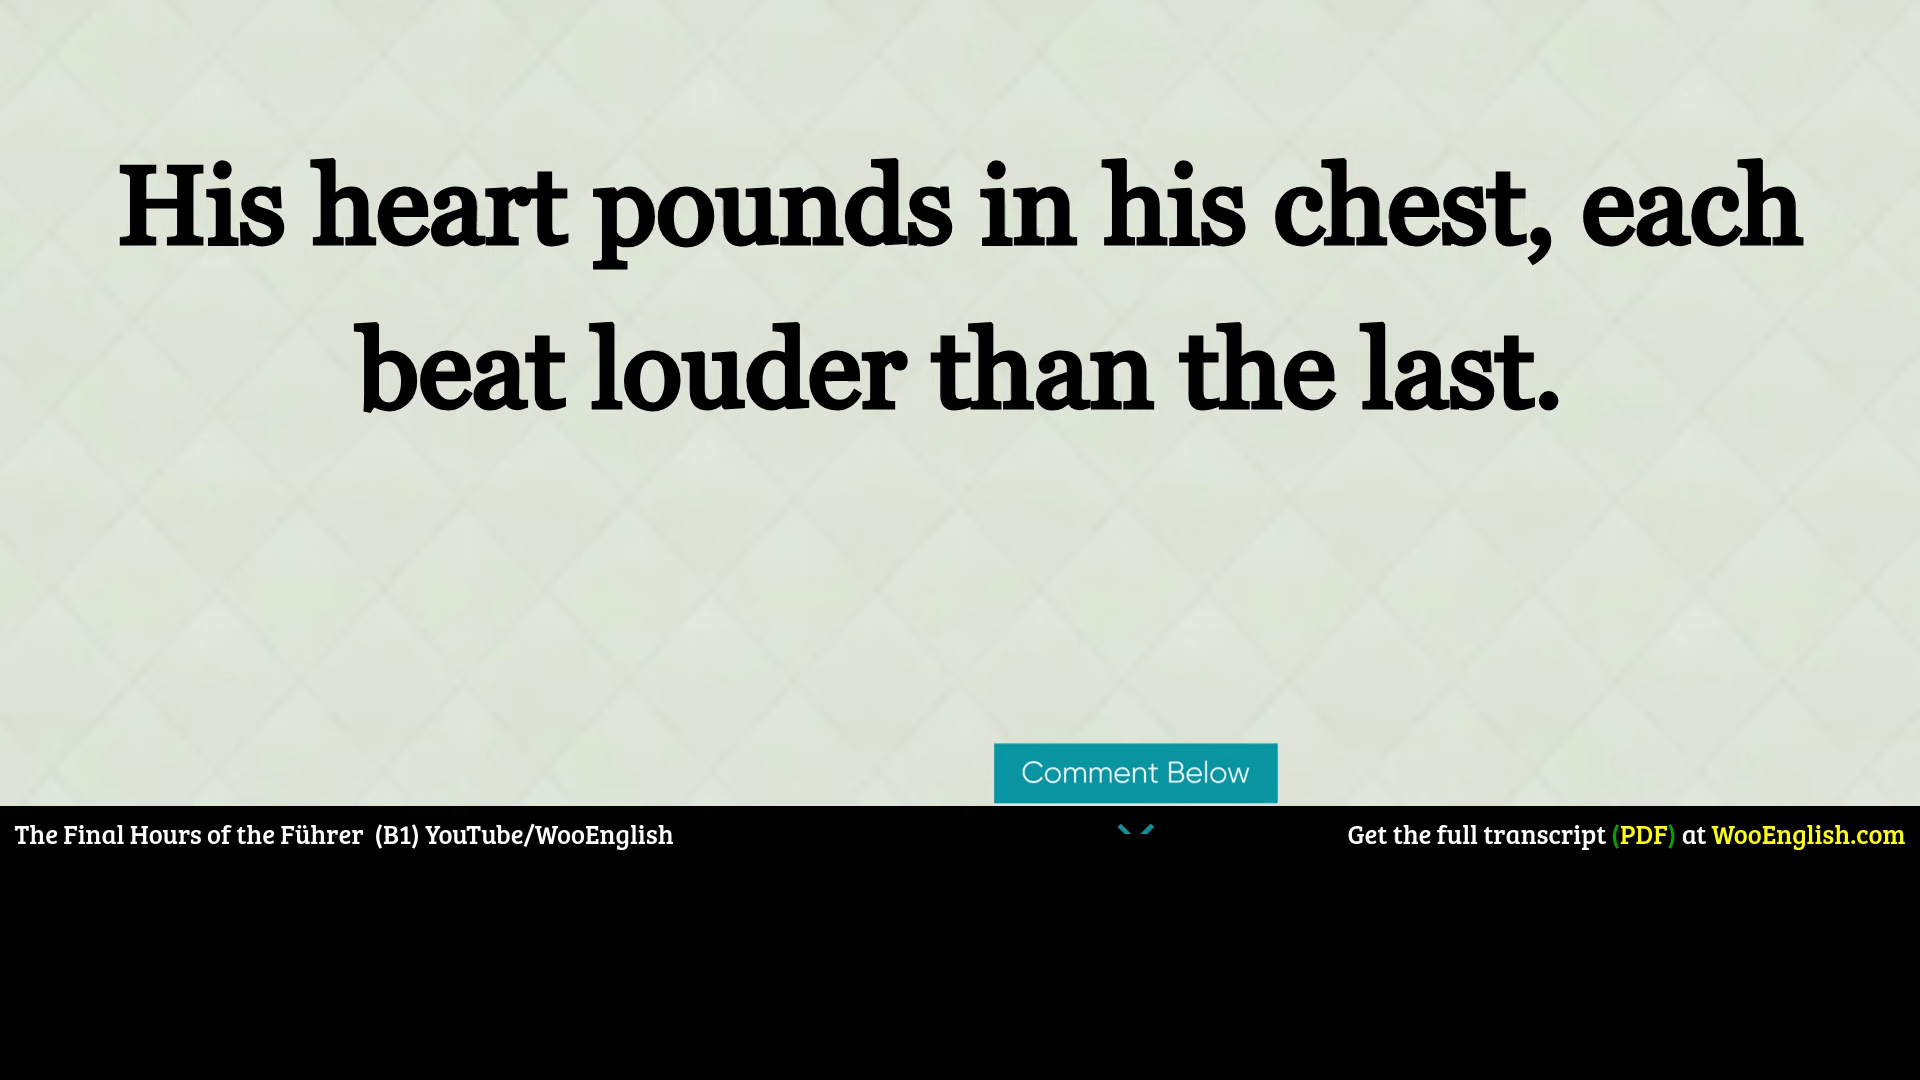 His heart pounds in his chest, each
beat louder than the last.
Comment Below
The Final Hours of the Führer (B1) YouTube/WooEnglish
Get the full transcript (PDF) at WooEnglish.com